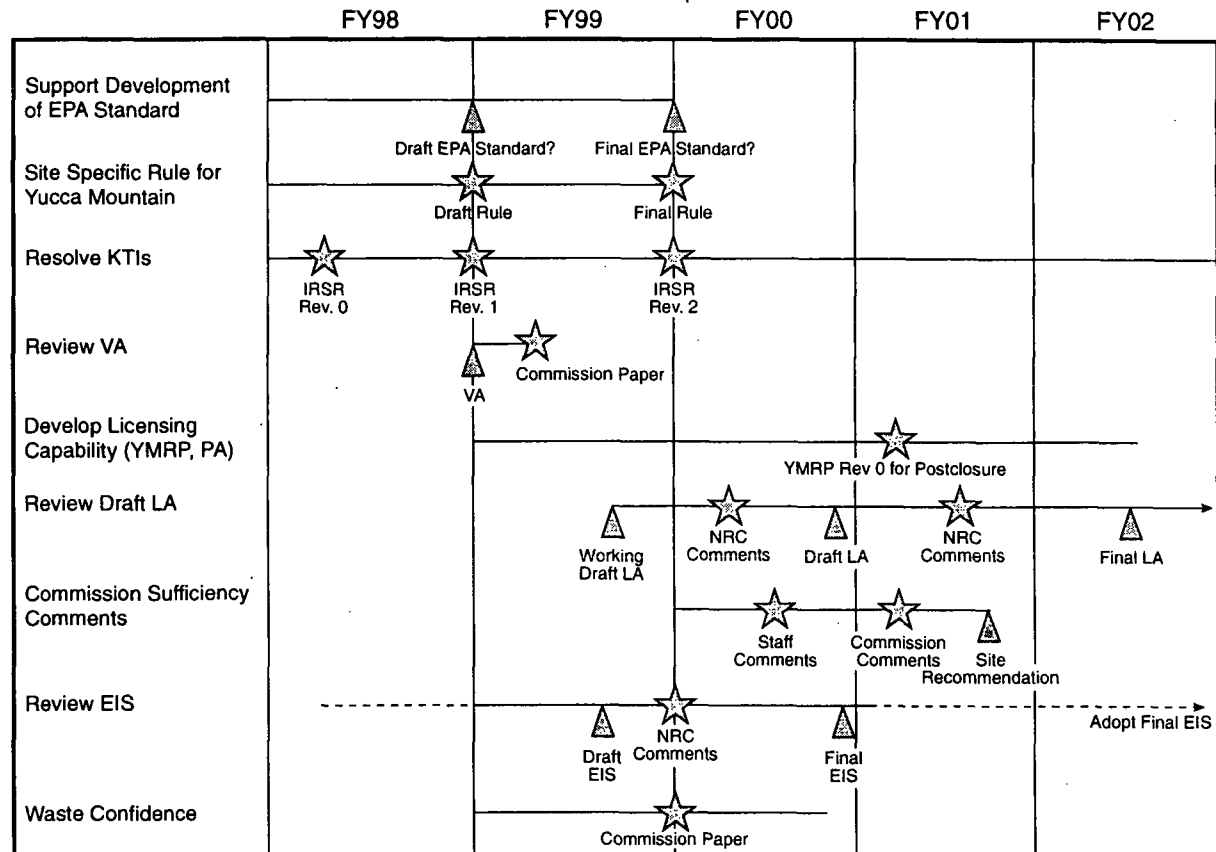 FY98 FY99 FY00 FY01 FY02
Support Development
of EPA Standard
Draft EPA Standard? Final EPA Standard?
Site Specific Rule for
Yucca Mountain
Draft Rule Final Rule
Resolve KTIs
IRSR IRSR IRSR
Rev. 0 Rev. 1 Rev. 2
Review VA
Commission Paper
VA
Develop Licensing
Capability (YMRP, PA)
YMRP Rev 0 for Postclosure
Review Draft LA
NRC NRC
Comments Comments
Working Draft LA Final LA
Draft LA
Commission Sufficiency
Comments
Staff Commission
Comments Comments
Site
Recommendation
Review EIS
Adopt Final EIS
NRC
Comments
Draft Final
EIS EIS
Waste Confidence
Commission Paper